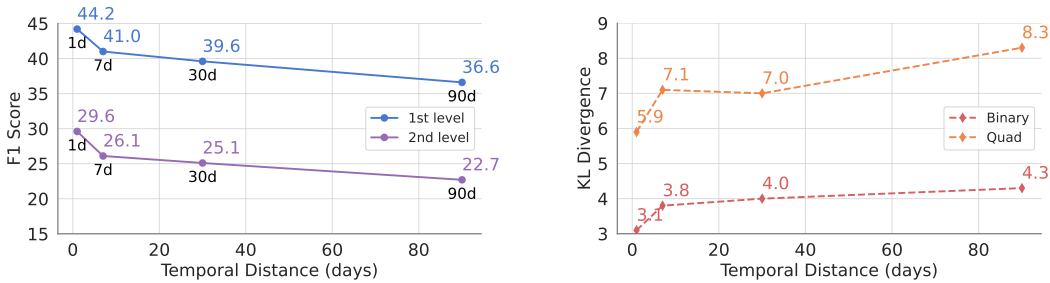 44.2
41.0
39.6
36.6
1d
7d
30d
90d
29.6
26.1
25.1
22.7
1d
7d
30d
90d
1st level
2nd level
45
40
35
30
25
20
15
F1 Score
0 20 40 60 80
Temporal Distance (days)
8.3
7.1
7.0
5.9
4.3
4.0
3.8
3.1
Binary
Quad
9
8
7
6
5
4
3
KL Divergence
0 20 40 60 80
Temporal Distance (days)